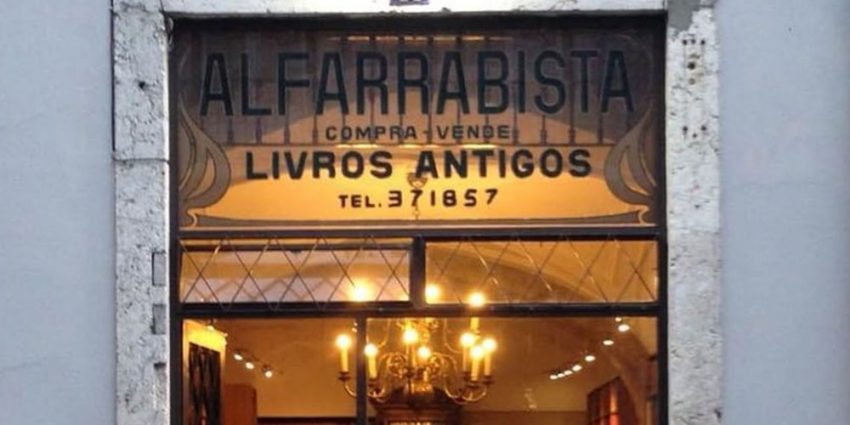 ALFARRABISTA
COMPRA-VENDE
LIVROS ANTIGOS
TEL. 371857